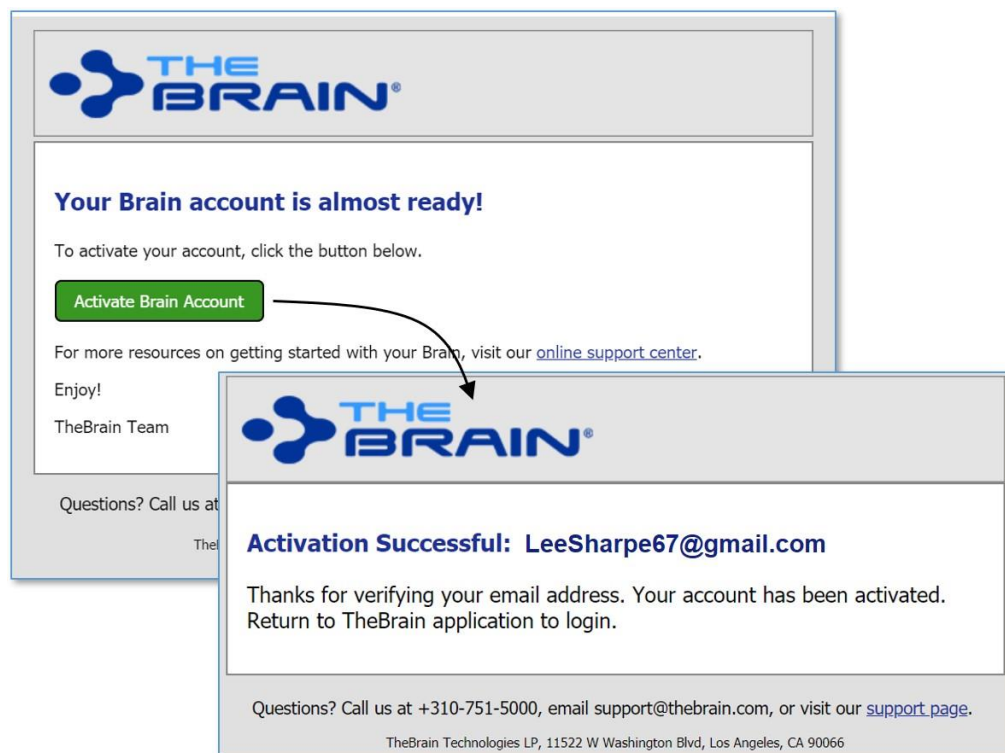 THE
BRAIN®
Your Brain account is almost ready!
To activate your account, click the button below.
Activate Brain Account
For more resources on getting started with your Brain, visit our online support center.
Enjoy!
TheBrain Team
Questions? Call us at
THE
BRAIN®
Activation Successful: LeeSharpe67@gmail.com
Thanks for verifying your email address. Your account has been activated.
Return to TheBrain application to login.
Questions? Call us at +310-751-5000, email support@thebrain.com, or visit our support page.
TheBrain Technologies LP, 11522 W Washington Blvd, Los Angeles, CA 90066